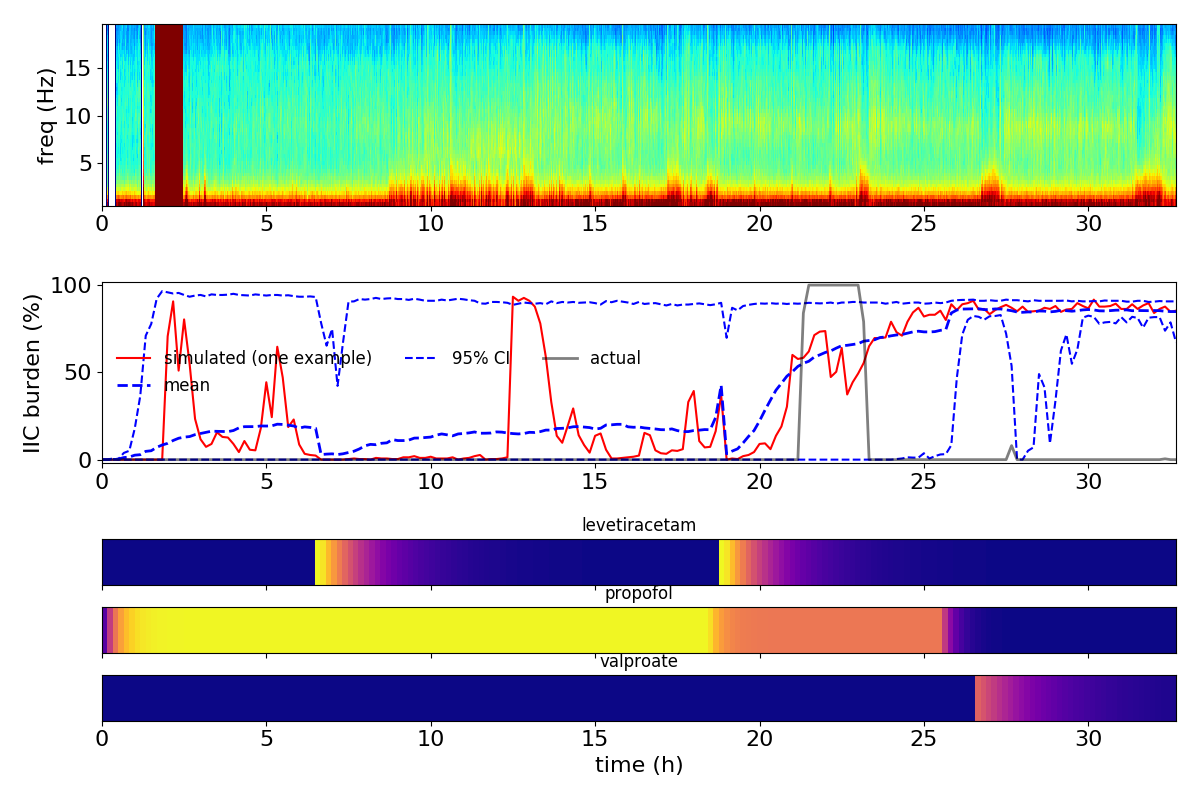 15
5
freq (Hz)
0 5 10 15 20 25 30
100
50
0
IIC burden (%)
simulated (one example) 95% CI actual
mean
0 5 10 15 20 25 30
levetiracetam
propofol
valproate
0 5 10 15 20 25 30
time (h)